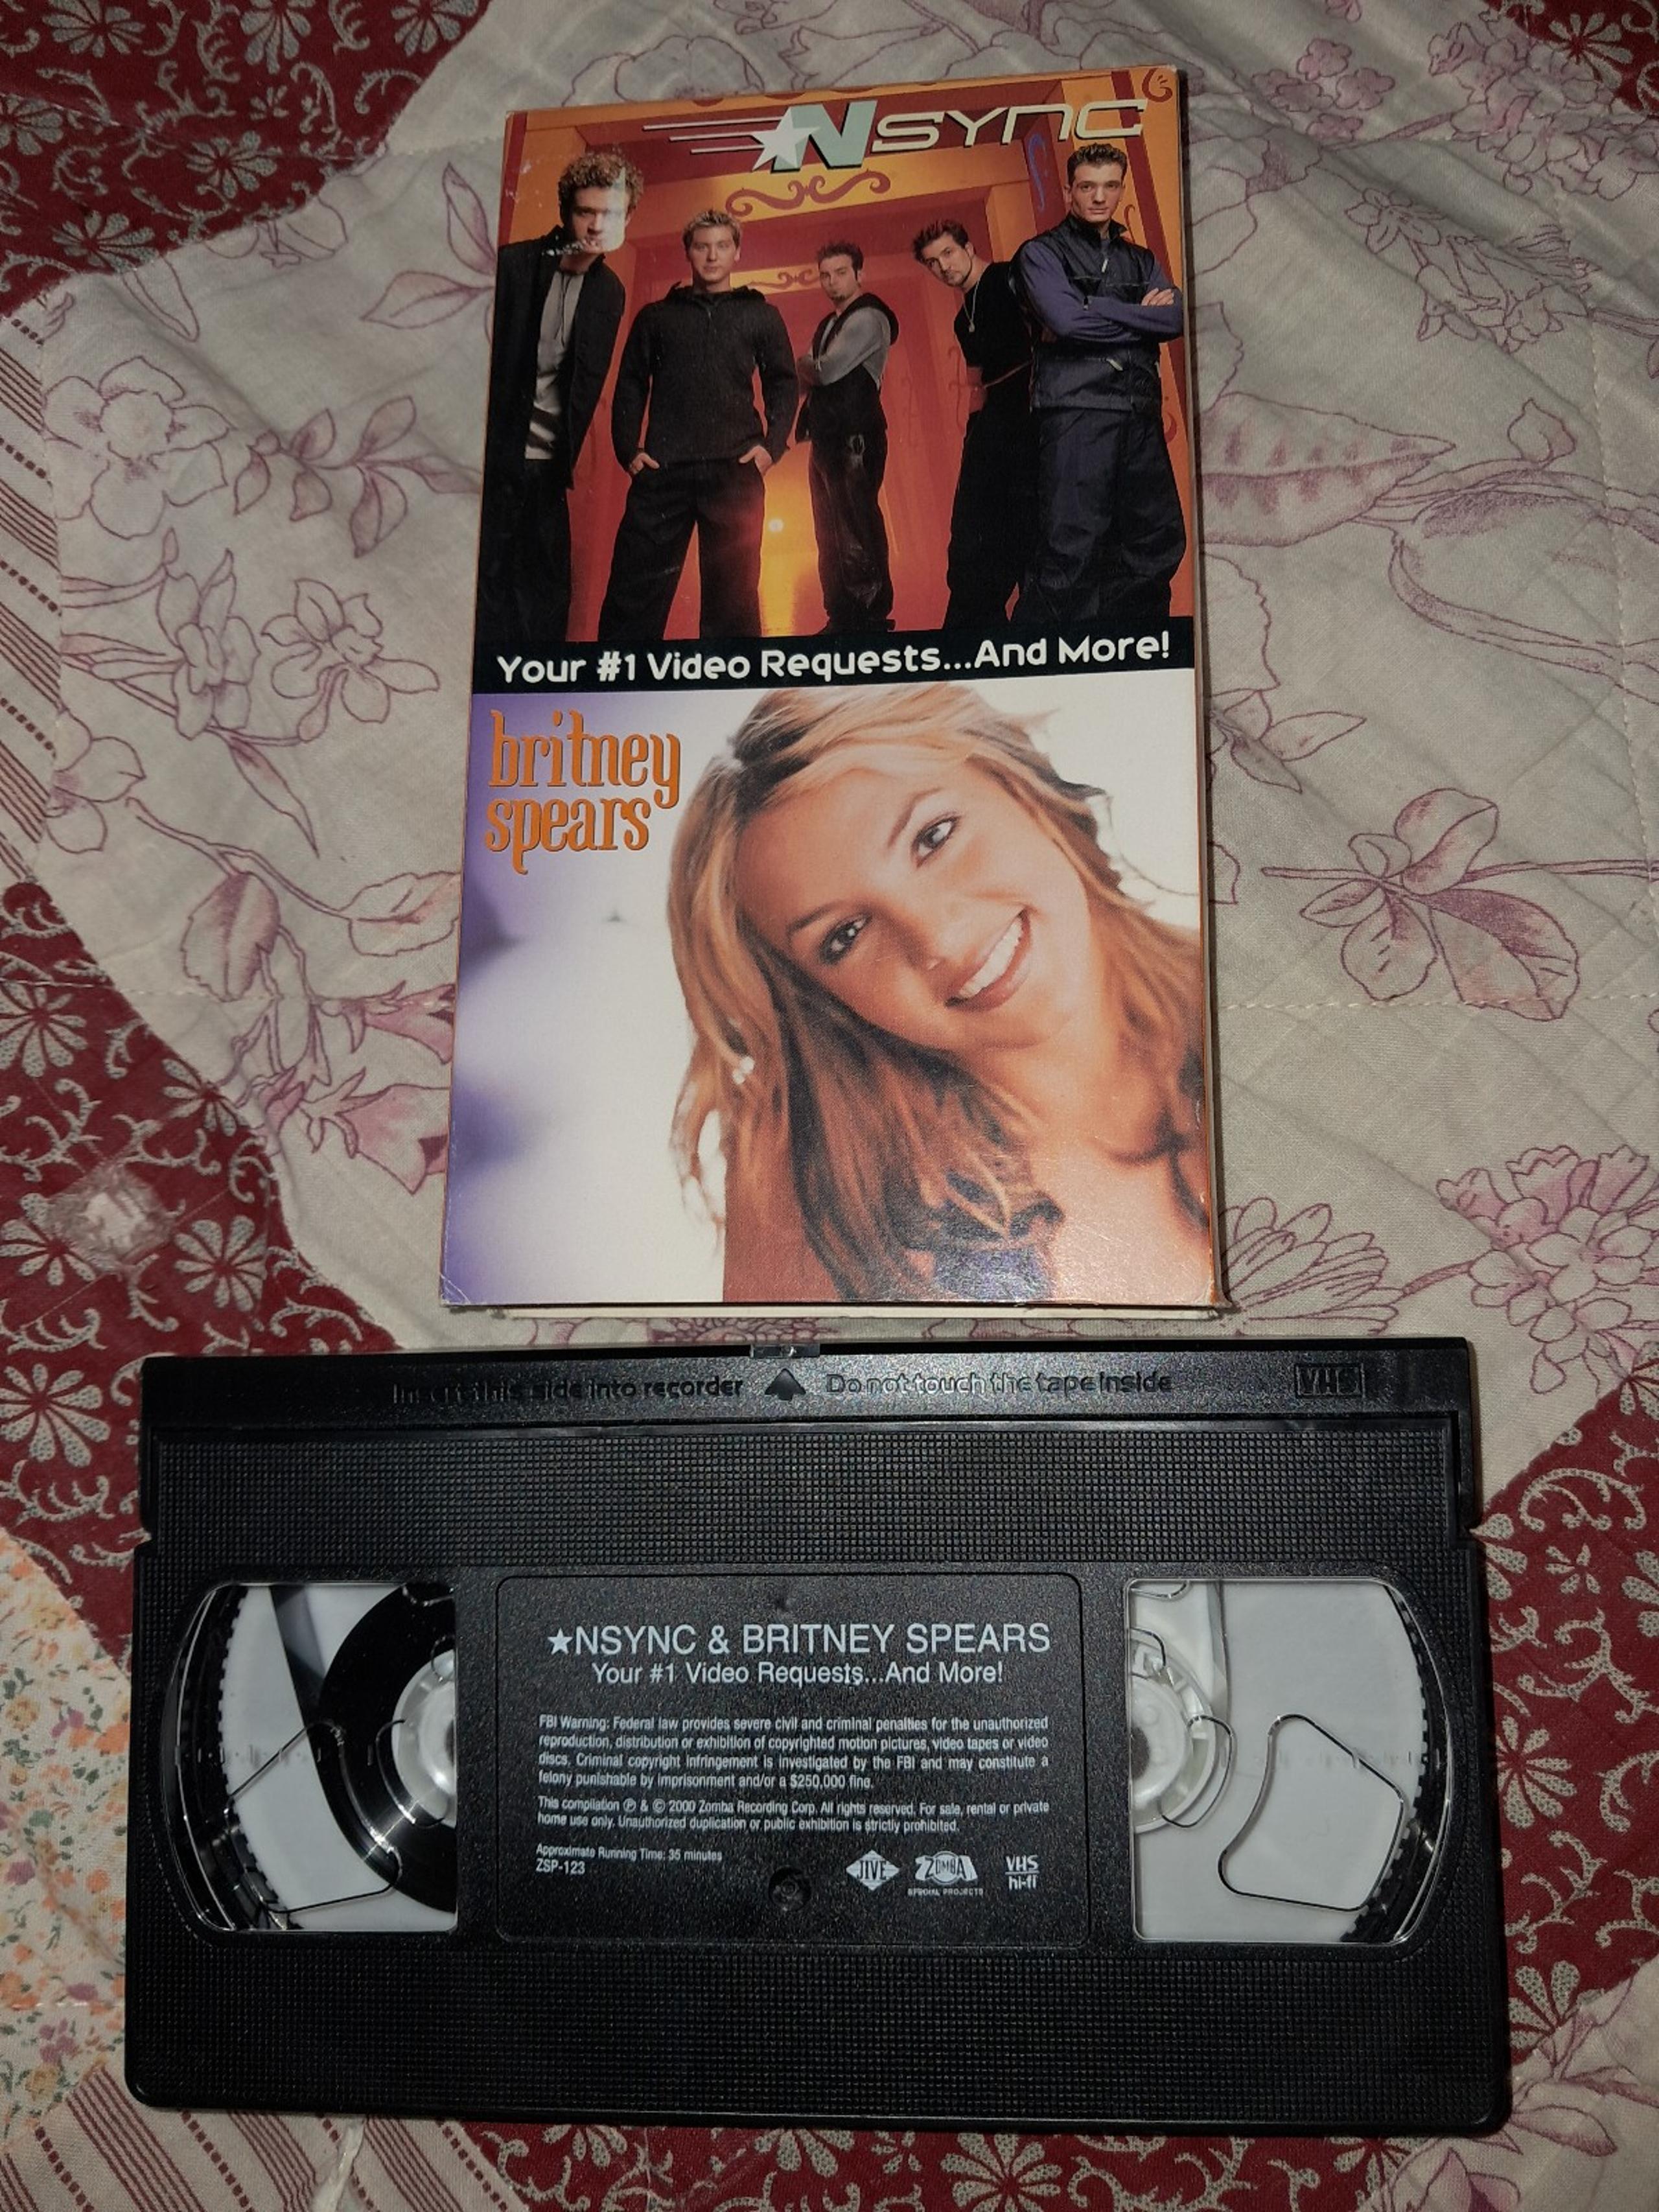 ★NSYNC
Your #1 Video Requests...And More!
britney
spears
Insert this side into recorder Do not touch the tape inside VHS
★NSYNC & BRITNEY SPEARS
Your #1 Video Requests...And More!
FBI Warning: Federal law provides severe civil and criminal penalties for the unauthorized
reproduction, distribution or exhibition of copyrighted motion pictures, video tapes or video
discs. Criminal copyright infringement is investigated by the FBI and may constitute a
felony punishable by imprisonment and/or a $250,000 fine.
This compilation ℗ & © 2000 Zomba Recording Corp. All rights reserved. For sale, rental or private
home use only. Unauthorized duplication or public exhibition is strictly prohibited.
Approximate Running Time: 35 minutes
ZSP-123
JIVE
ZOMBA
SPECIAL PROJECTS
VHS
hi-fi